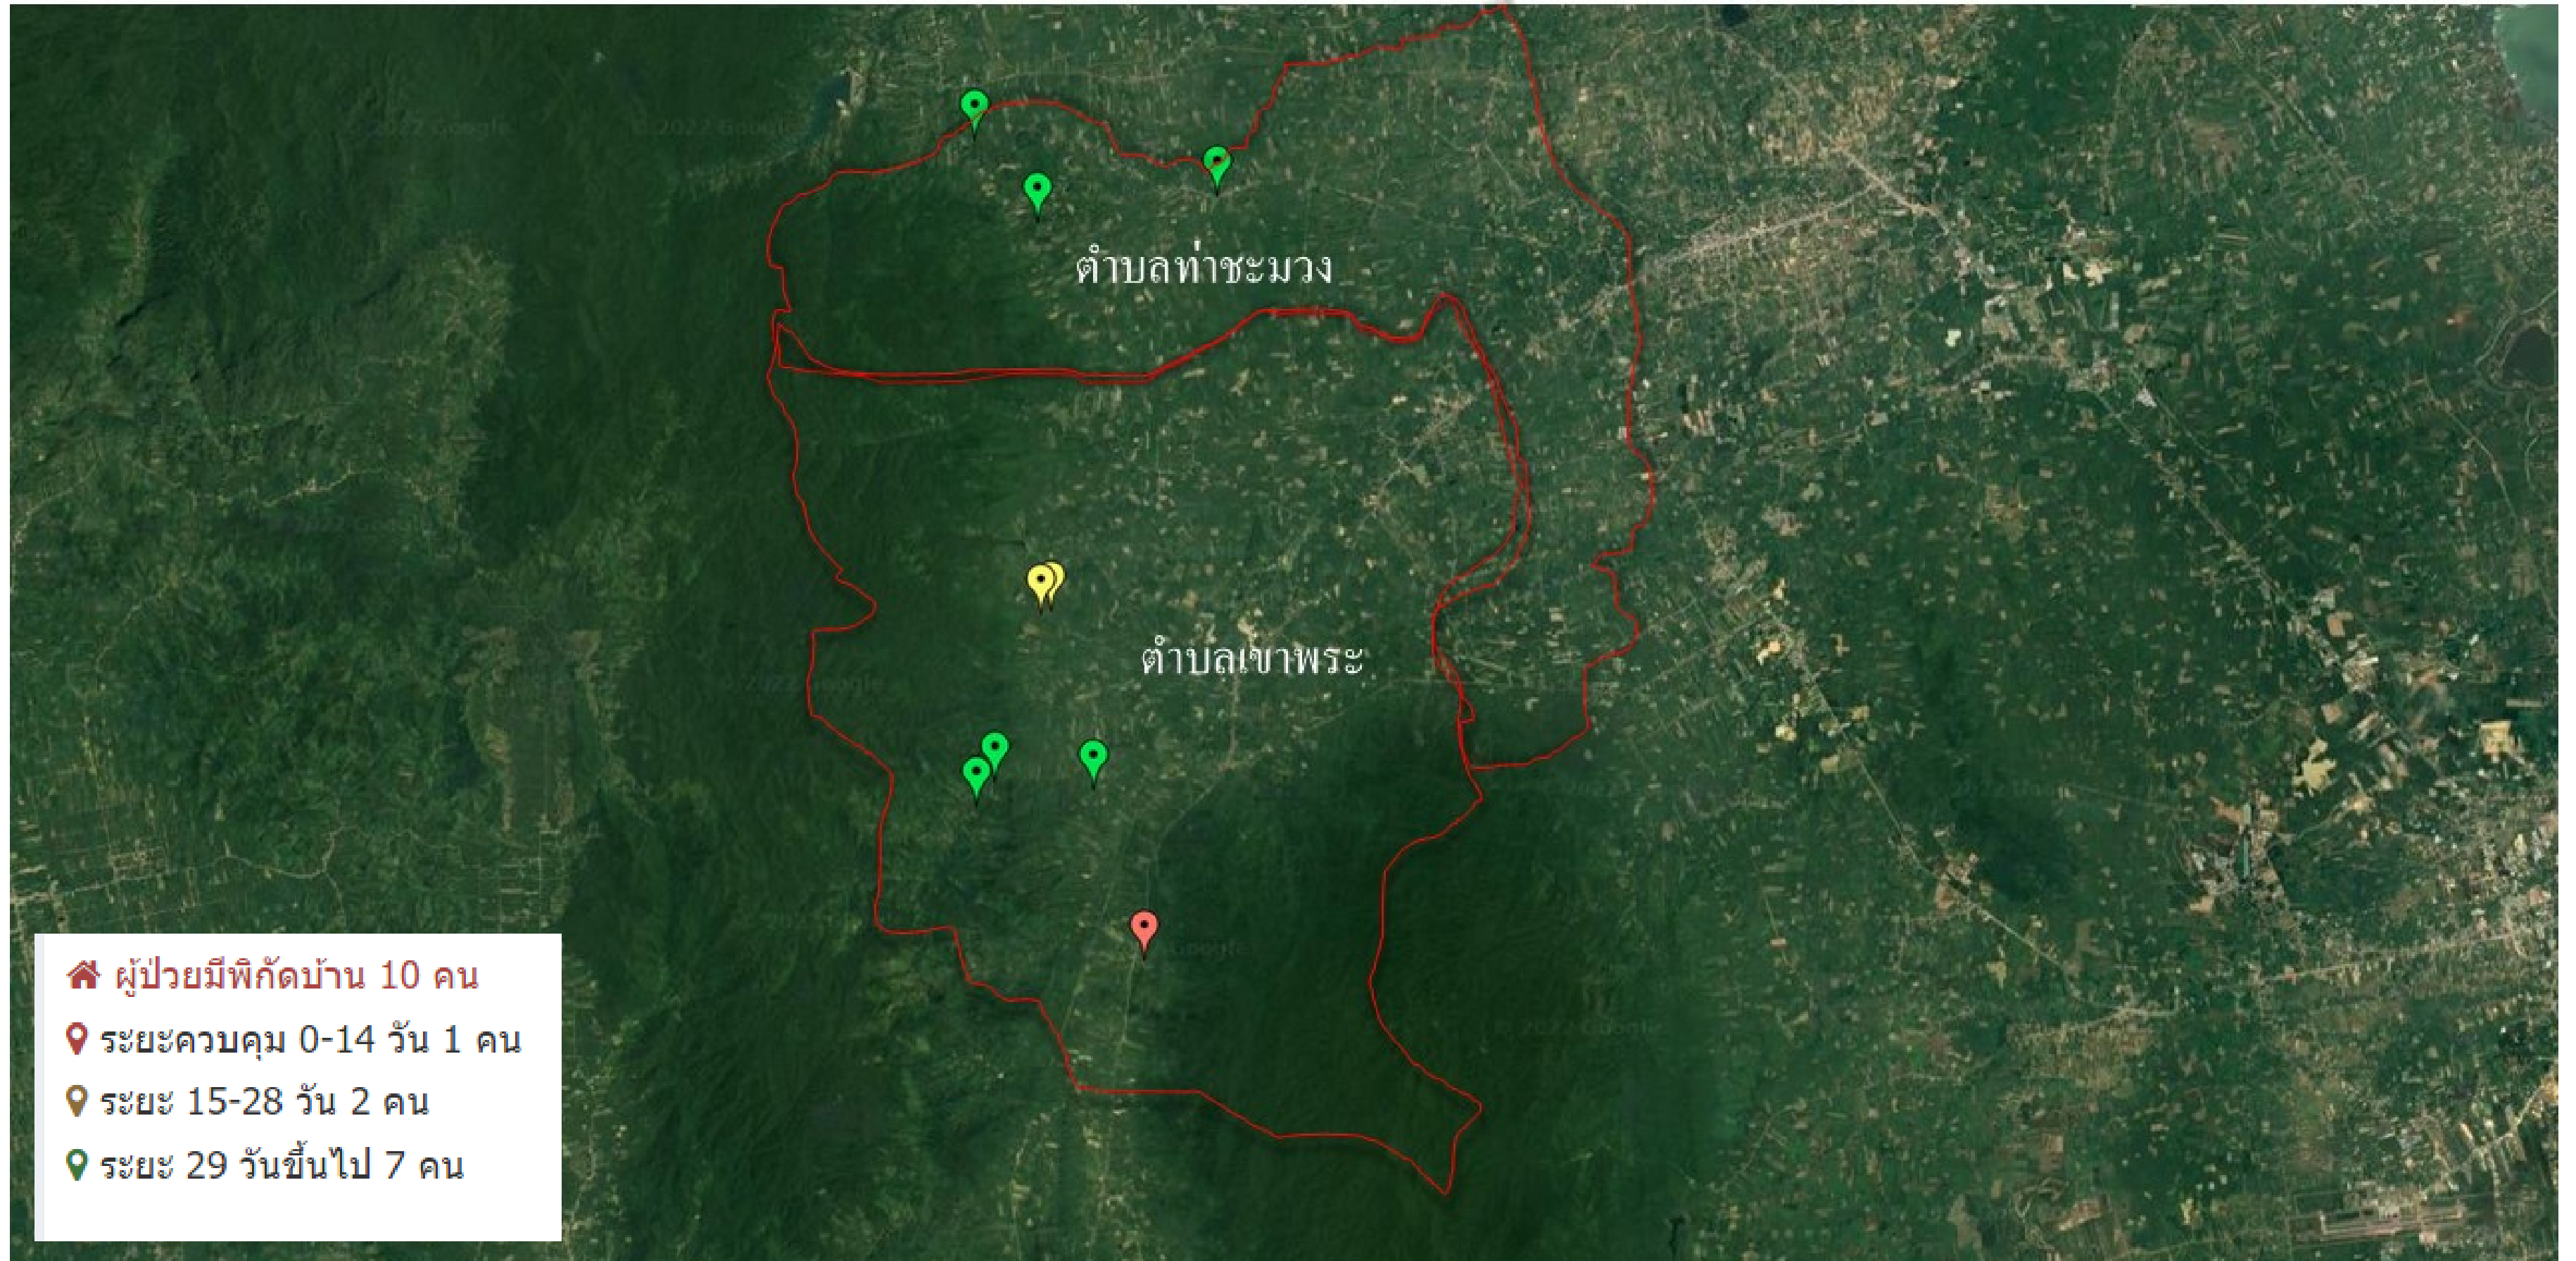 ตำบลท่าชะมวง
ตำบลเขาพระ
ผู้ป่วยมีพิกัดบ้าน 10 คน
ระยะควบคุม 0-14 วัน 1 คน
ระยะ 15-28 วัน 2 คน
ระยะ 29 วันขึ้นไป 7 คน